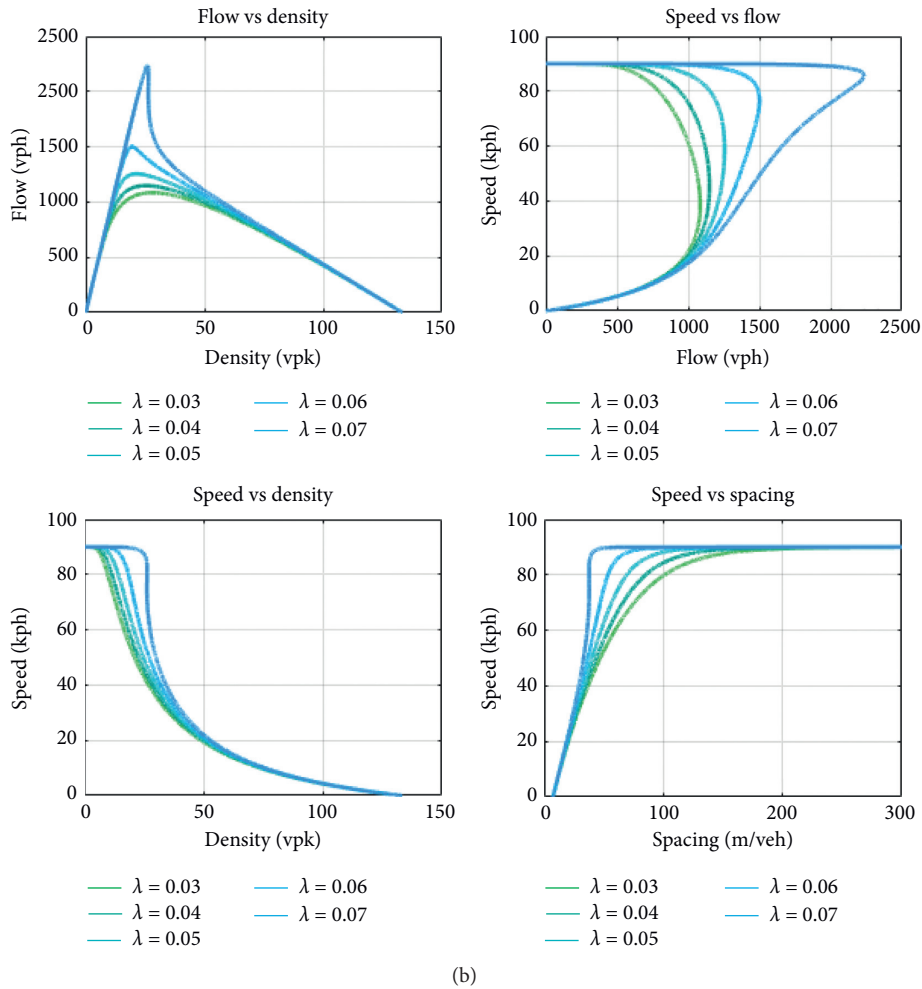 Flow vs density
2500
2500
1500
1000
500
0
Flow (vph)
0 50 100 150
Density (vpk)
λ = 0.03 λ = 0.06
λ = 0.04 λ = 0.07
λ = 0.05
Speed vs flow
100
80
60
40
20
0
Speed (kph)
0 500 1000 1500 2000 2500
Flow (vph)
λ = 0.03 λ = 0.06
λ = 0.04 λ = 0.07
λ = 0.05
Speed vs density
100
80
60
40
20
0
Speed (kph)
0 50 100 150
Density (vpk)
λ = 0.03 λ = 0.06
λ = 0.04 λ = 0.07
λ = 0.05
Speed vs spacing
100
80
60
40
20
0
Speed (kph)
0 100 200 300
Spacing (m/veh)
λ = 0.03 λ = 0.06
λ = 0.04 λ = 0.07
λ = 0.05
(b)